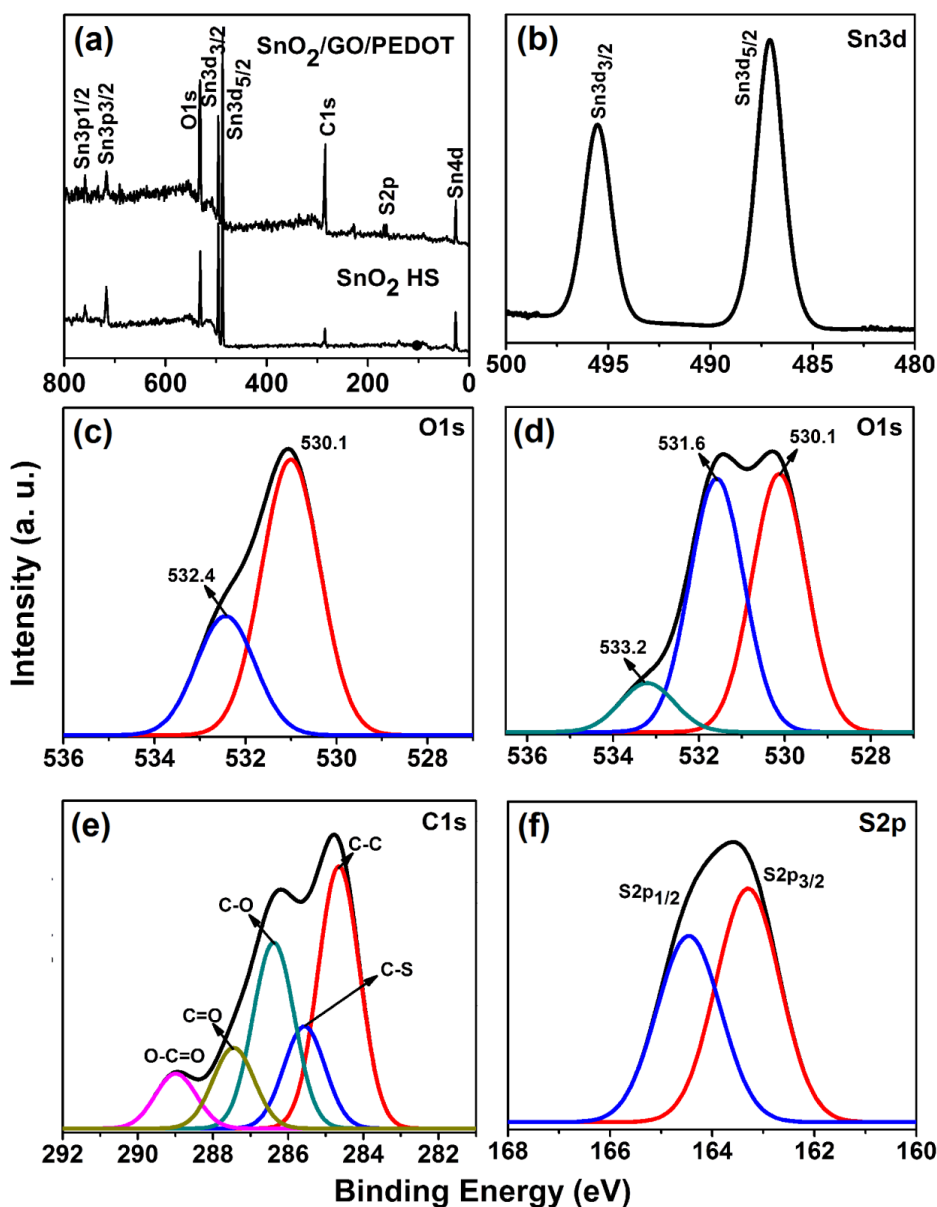 (a)
SnO2/GO/PEDOT
Sn3p1/2
Sn3p3/2
O1s
Sn3d3/2
Sn3d5/2
C1s
S2p
Sn4d
SnO2 HS
800 600 400 200 0
(b)
Sn3d
Sn3d3/2
Sn3d5/2
500 495 490 485 480
(c)
O1s
530.1
532.4
536 534 532 530 528
(d)
O1s
531.6
530.1
533.2
536 534 532 530 528
(e)
C1s
C-C
C-O
C-S
C=O
O-C=O
292 290 288 286 284 282
(f)
S2p
S2p1/2
S2p3/2
168 166 164 162 160
Intensity (a. u.)
Binding Energy (eV)